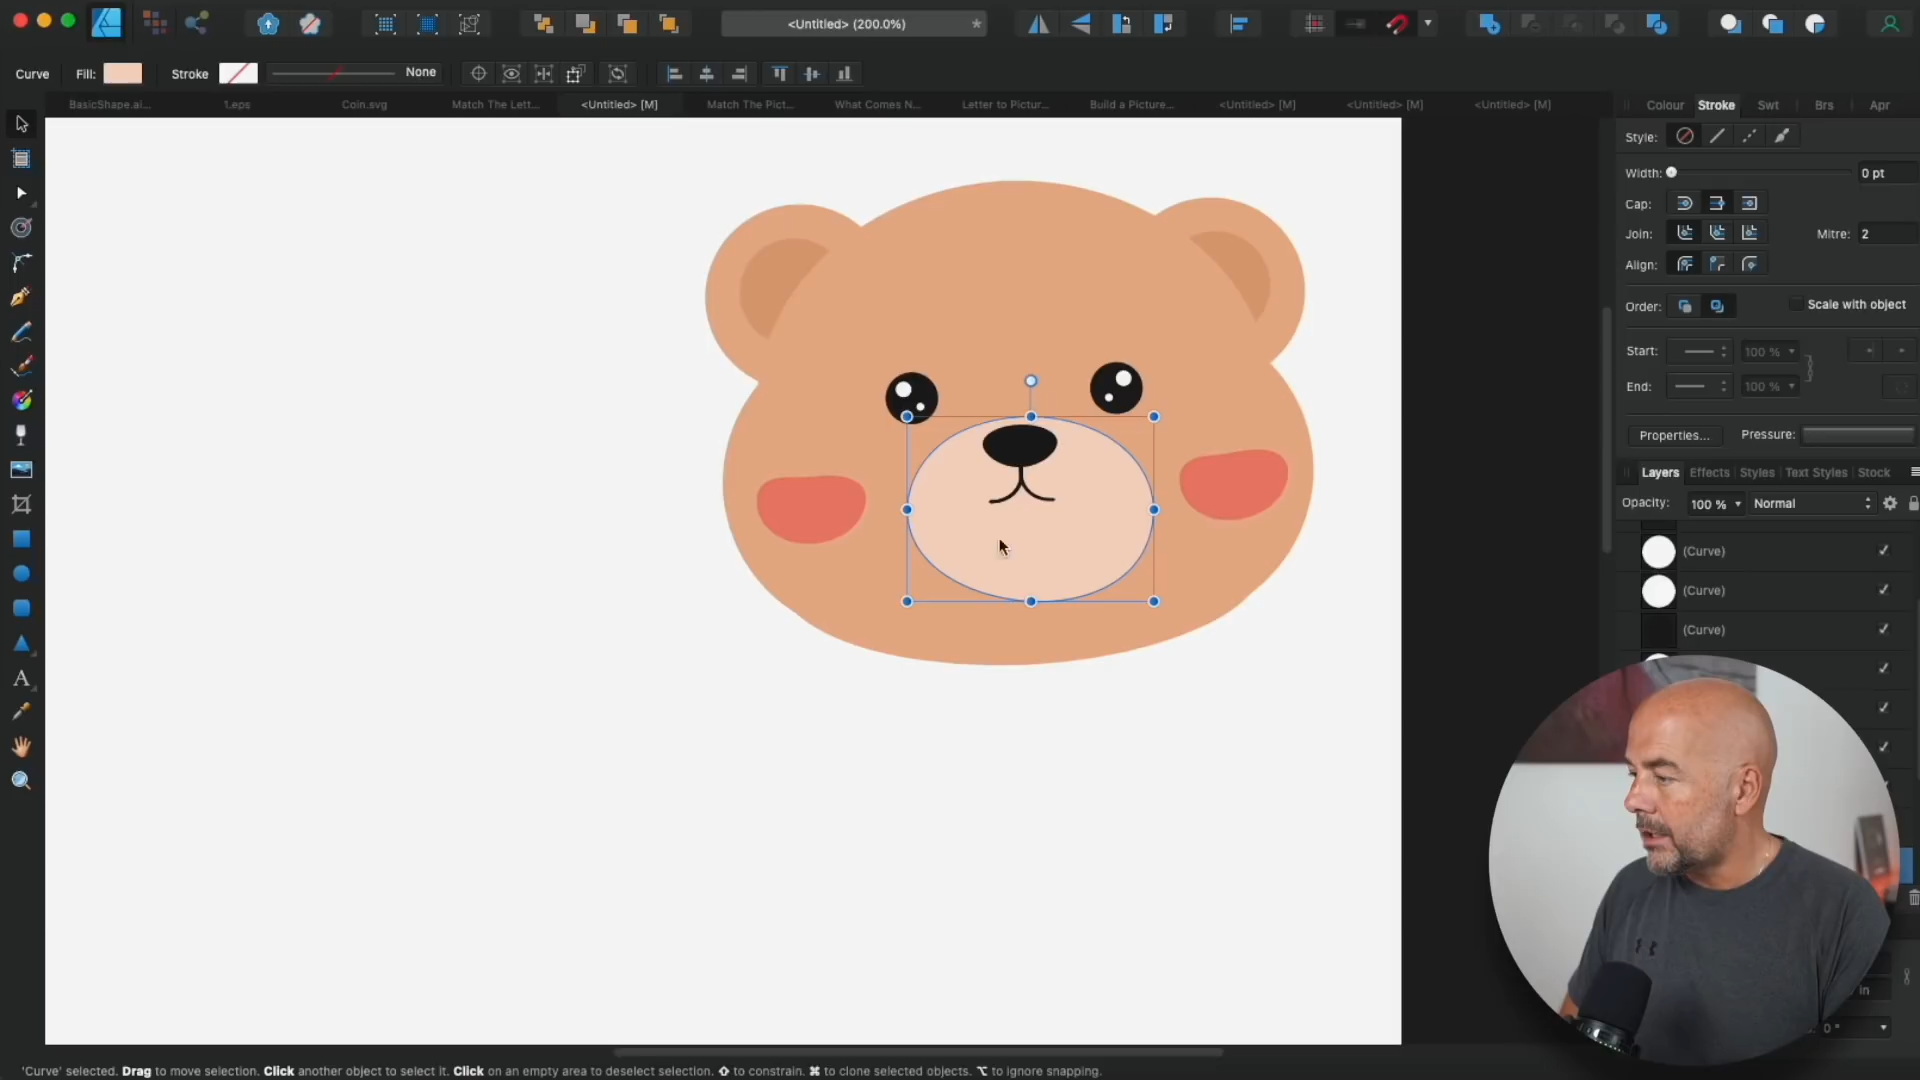 <Untitled> (200.0%)
*
Curve
Fill:
Stroke
None
BasicShape.ai...
1.eps
Coin.svg
Match The Lett...
<Untitled> [M]
Match The Pict...
What Comes N...
Letter to Pictur...
Build a Picture...
<Untitled> [M]
<Untitled> [M]
<Untitled> [M]
Colour
Stroke
Swt
Brs
Apr
Style:
Width:
0 pt
Cap:
Join:
Mitre: 2
Align:
Order:
Scale with object
Start:
100 %
End:
100 %
Properties...
Pressure:
Layers
Effects
Styles
Text Styles
Stock
Opacity:
100 %
Normal
(Curve)
(Curve)
(Curve)
in
0 °
'Curve' selected. Drag to move selection. Click another object to select it. Click on an empty area to deselect selection. ⇧ to constrain. ⌘ to clone selected objects. ⌥ to ignore snapping.